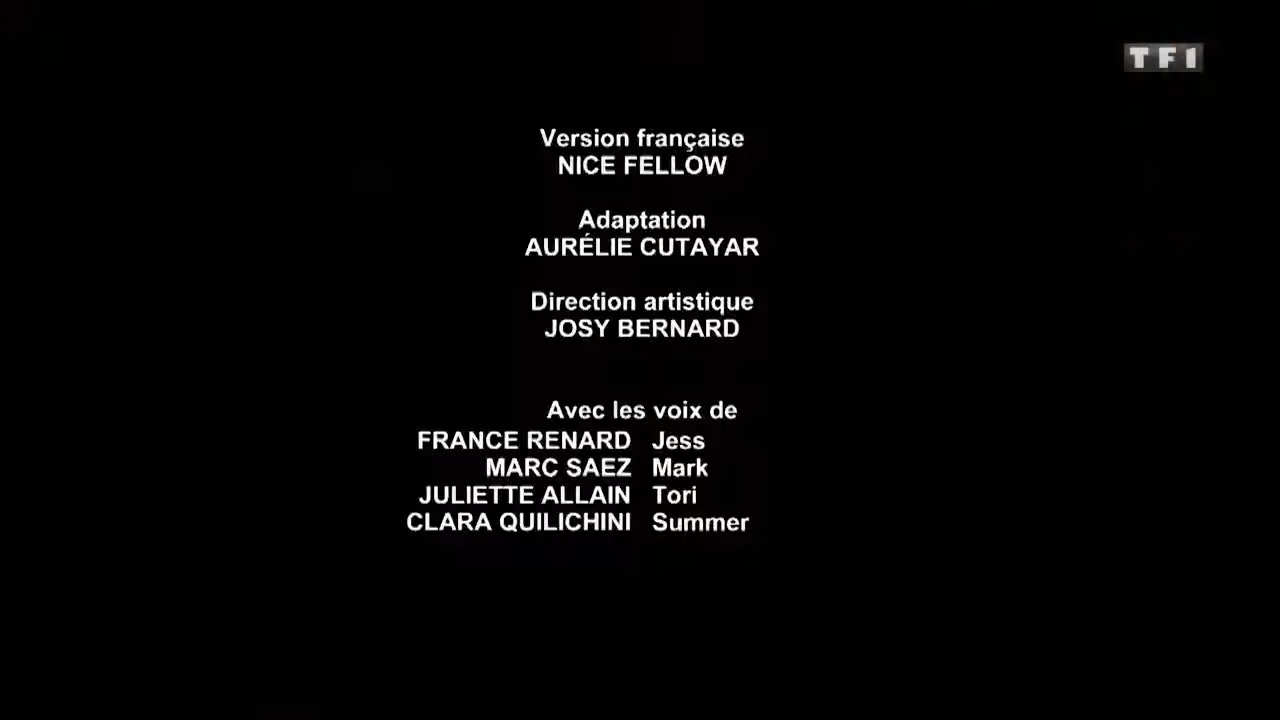 TF1
Version française
NICE FELLOW
Adaptation
AURÉLIE CUTAYAR
Direction artistique
JOSY BERNARD
Avec les voix de
FRANCE RENARD Jess
MARC SAEZ Mark
JULIETTE ALLAIN Tori
CLARA QUILICHINI Summer